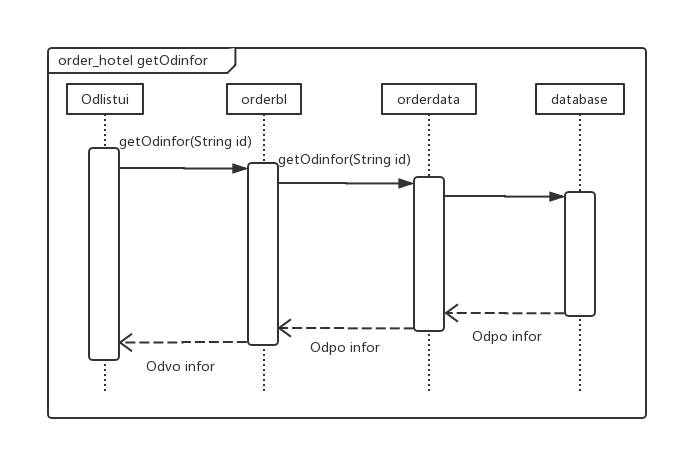 order_hotel getOdinfor
Odlistui
orderbl
orderdata
database
getOdinfor(String id)
getOdinfor(String id)
Odpo infor
Odpo infor
Odvo infor